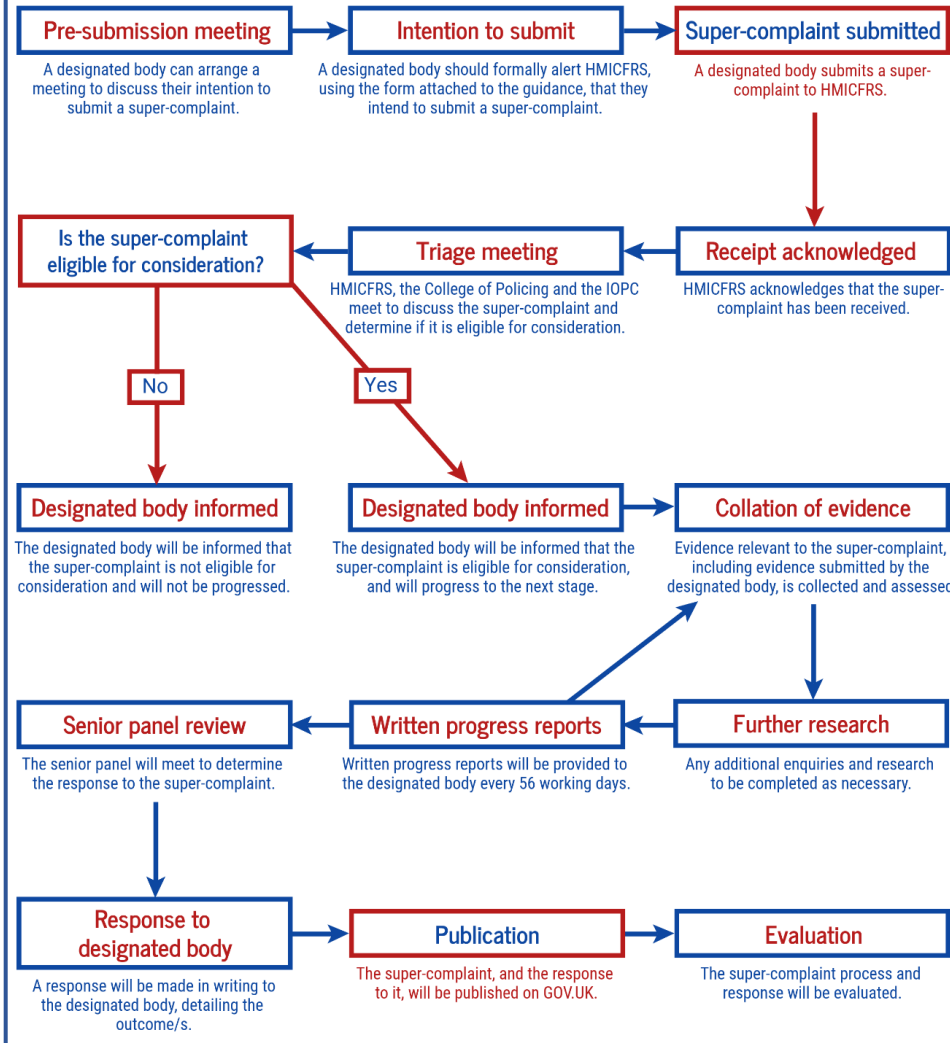 Pre-submission meeting
A designated body can arrange a
meeting to discuss their intention to
submit a super-complaint.
Intention to submit
A designated body should formally alert HMICFRS,
using the form attached to the guidance, that they
intend to submit a super-complaint.
Super-complaint submitted
A designated body submits a super-
complaint to HMICFRS.
Receipt acknowledged
HMICFRS acknowledges that the super-
complaint has been received.
Triage meeting
HMICFRS, the College of Policing and the IOPC
meet to discuss the super-complaint and
determine if it is eligible for consideration.
Is the super-complaint
eligible for consideration?
No
Yes
Designated body informed
The designated body will be informed that
the super-complaint is not eligible for
consideration and will not be progressed.
Designated body informed
The designated body will be informed that the
super-complaint is eligible for consideration,
and will progress to the next stage.
Collation of evidence
Evidence relevant to the super-complaint,
including evidence submitted by the
designated body, is collected and assessed
Further research
Any additional enquiries and research
to be completed as necessary.
Written progress reports
Written progress reports will be provided to
the designated body every 56 working days.
Senior panel review
The senior panel will meet to determine
the response to the super-complaint.
Response to
designated body
A response will be made in writing to
the designated body, detailing the
outcome/s.
Publication
The super-complaint, and the response
to it, will be published on GOV.UK.
Evaluation
The super-complaint process and
response will be evaluated.